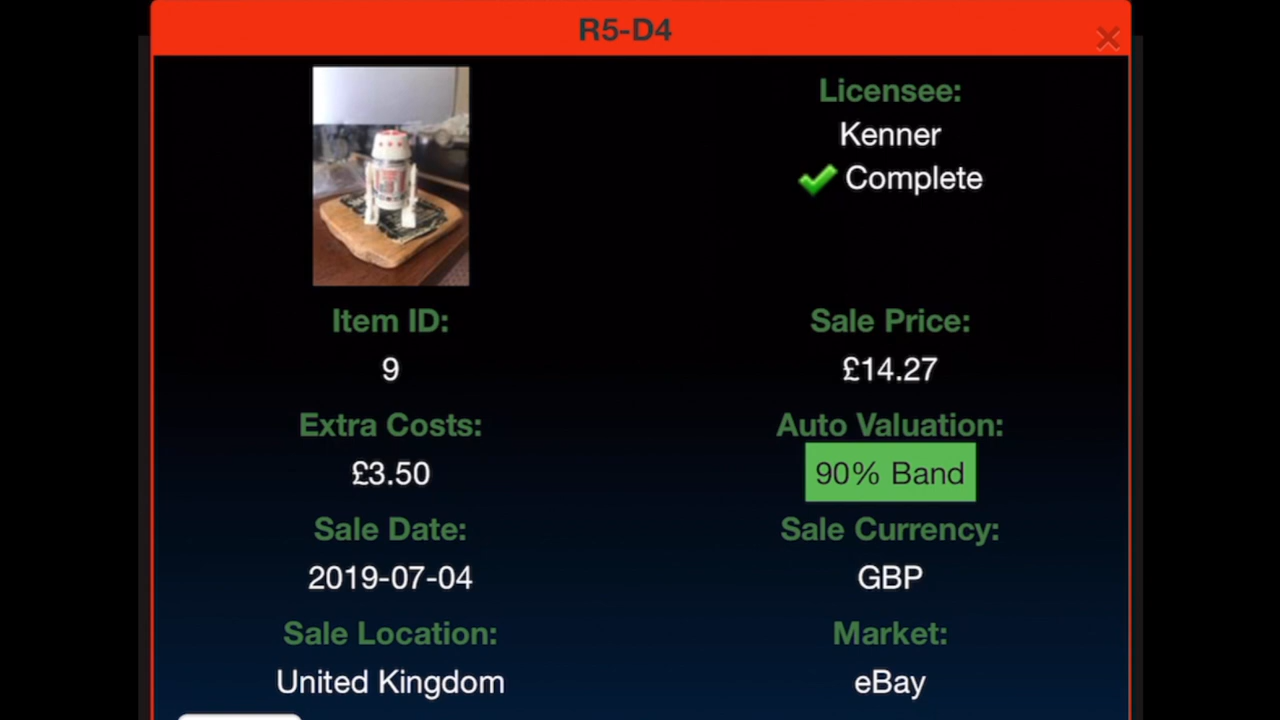 R5-D4
Licensee:
Kenner
Complete
Item ID:
9
Sale Price:
£14.27
Extra Costs:
£3.50
Auto Valuation:
90% Band
Sale Date:
2019-07-04
Sale Currency:
GBP
Sale Location:
United Kingdom
Market:
eBay